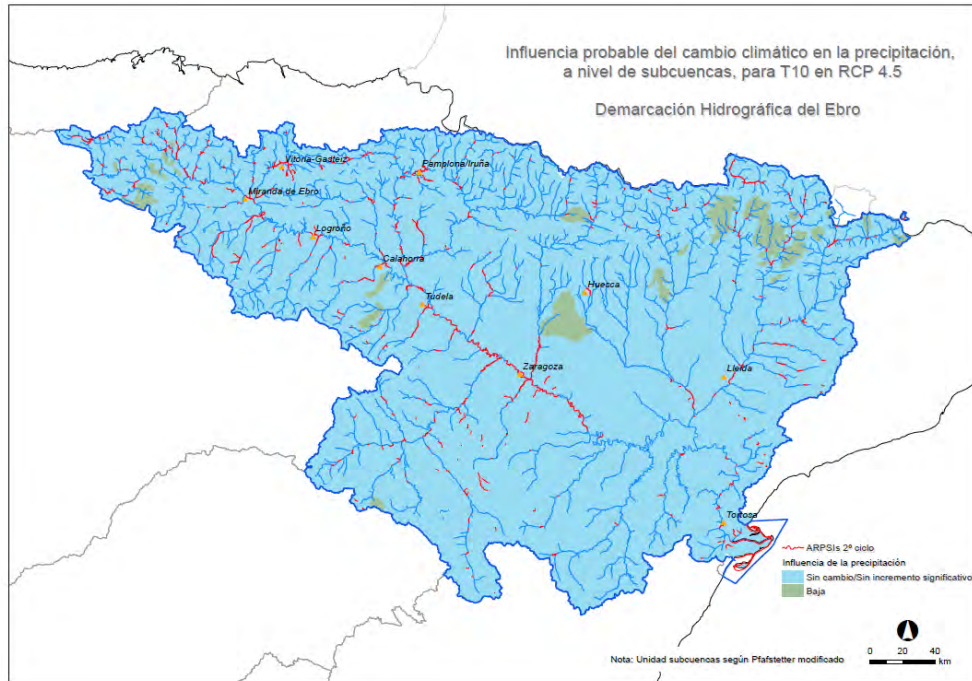 Influencia probable del cambio climático en la precipitación,
a nivel de subcuencas, para T10 en RCP 4.5
Demarcación Hidrográfica del Ebro
Vitoria-Gasteiz
Pamplona/Iruña
Miranda de Ebro
Logroño
Calahorra
Tudela
Huesca
Zaragoza
Lleida
Tortosa
ARPSIs 2º ciclo
Influencia de la precipitación
Sin cambio/Sin incremento significativo
Baja
Nota: Unidad subcuencas según Pfafstetter modificado
0 20 40
km